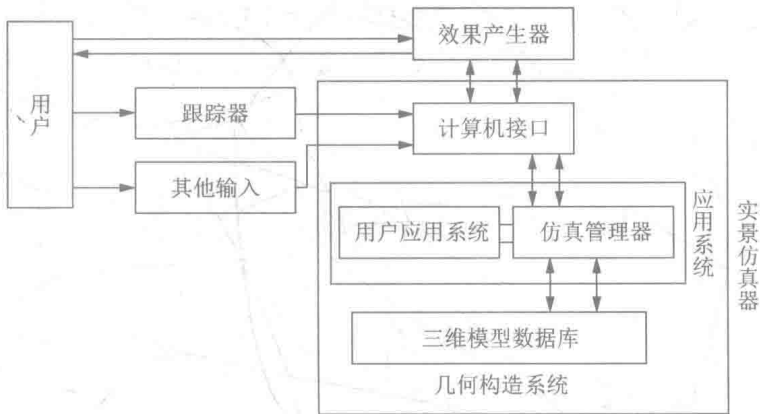 效果产生器
用户
跟踪器
计算机接口
其他输入
用户应用系统
仿真管理器
应用系统
实景仿真器
三维模型数据库
几何构造系统